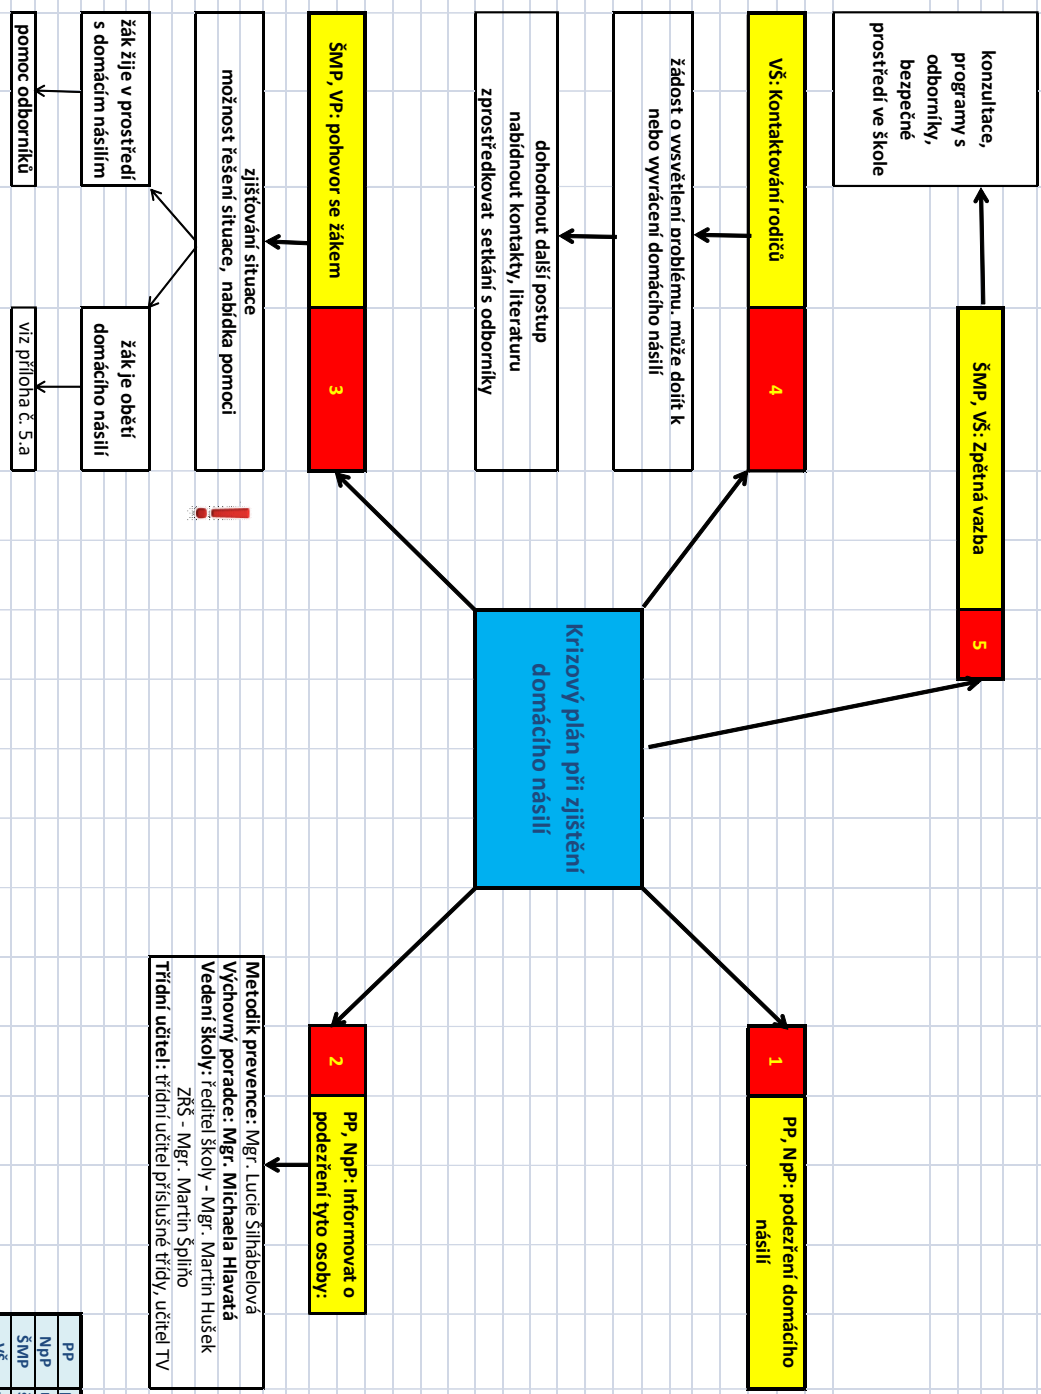 konzultace,
programy s
odborníky,
bezpečné
prostředí ve škole
ŠMP, VŠ: Zpětná vazba
5
VŠ: Kontaktování rodičů
4
žádost o vysvětlení problému. může dojít k
nebo vyvrácení domácího násilí
dohodnout další postup
nabídnout kontakty, literaturu
zprostředkovat setkání s odborníky
ŠMP, VP: pohovor se žákem
3
zjišťování situace
možnost řešení situace, nabídka pomoci
žák žije v prostředí
s domácím násilím
pomoc odborníků
žák je obětí
domácího násilí
viz příloha č. 5.a
Krizový plán při zjištění
domácího násilí
1
PP, NpP: podezření domácího
násilí
2
PP, NpP: Informovat o
podezření tyto osoby:
Metodik prevence: Mgr. Lucie Šilhábelová
Výchovný poradce: Mgr. Michaela Hlavatá
Vedení školy: ředitel školy - Mgr. Martin Hušek
ZŘŠ - Mgr. Martin Špliňo
Třídní učitel: třídní učitel příslušné třídy, učitel TV
PP
NpP
ŠMP
VŠ